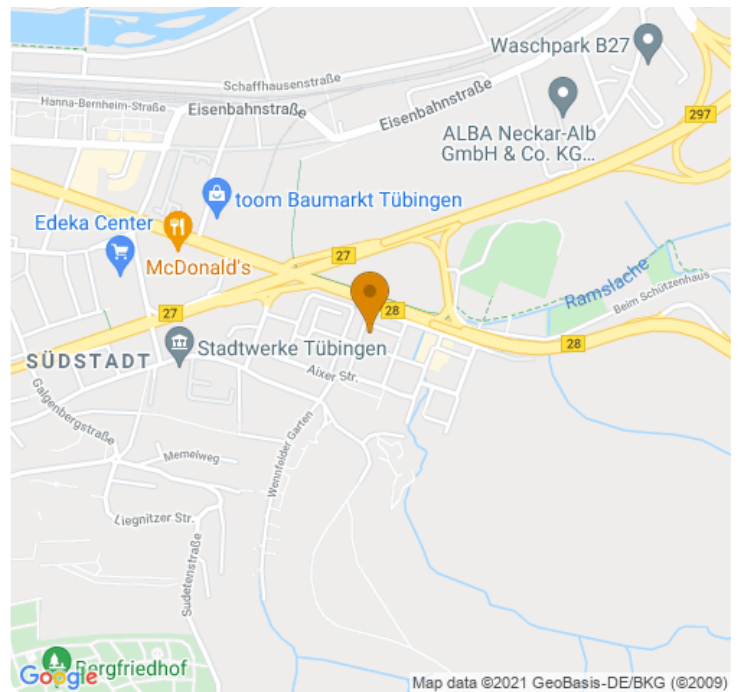 Waschpark B27
Schaffhausenstraße
Hanna-Bernheim-Straße
Eisenbahnstraße
Eisenbahnstraße
297
ALBA Neckar-Alb
GmbH & Co. KG...
toom Baumarkt Tübingen
Edeka Center
McDonald's
27
Ramslache
Beim Schützenhaus
27
28
28
Stadtwerke Tübingen
SÜDSTADT
Aixer Str.
Galgenbergstraße
Wennfelder Garten
Memelweg
Liegnitzer Str.
Sudetenstraße
Bergfriedhof
Google
Map data ©2021 GeoBasis-DE/BKG (©2009)